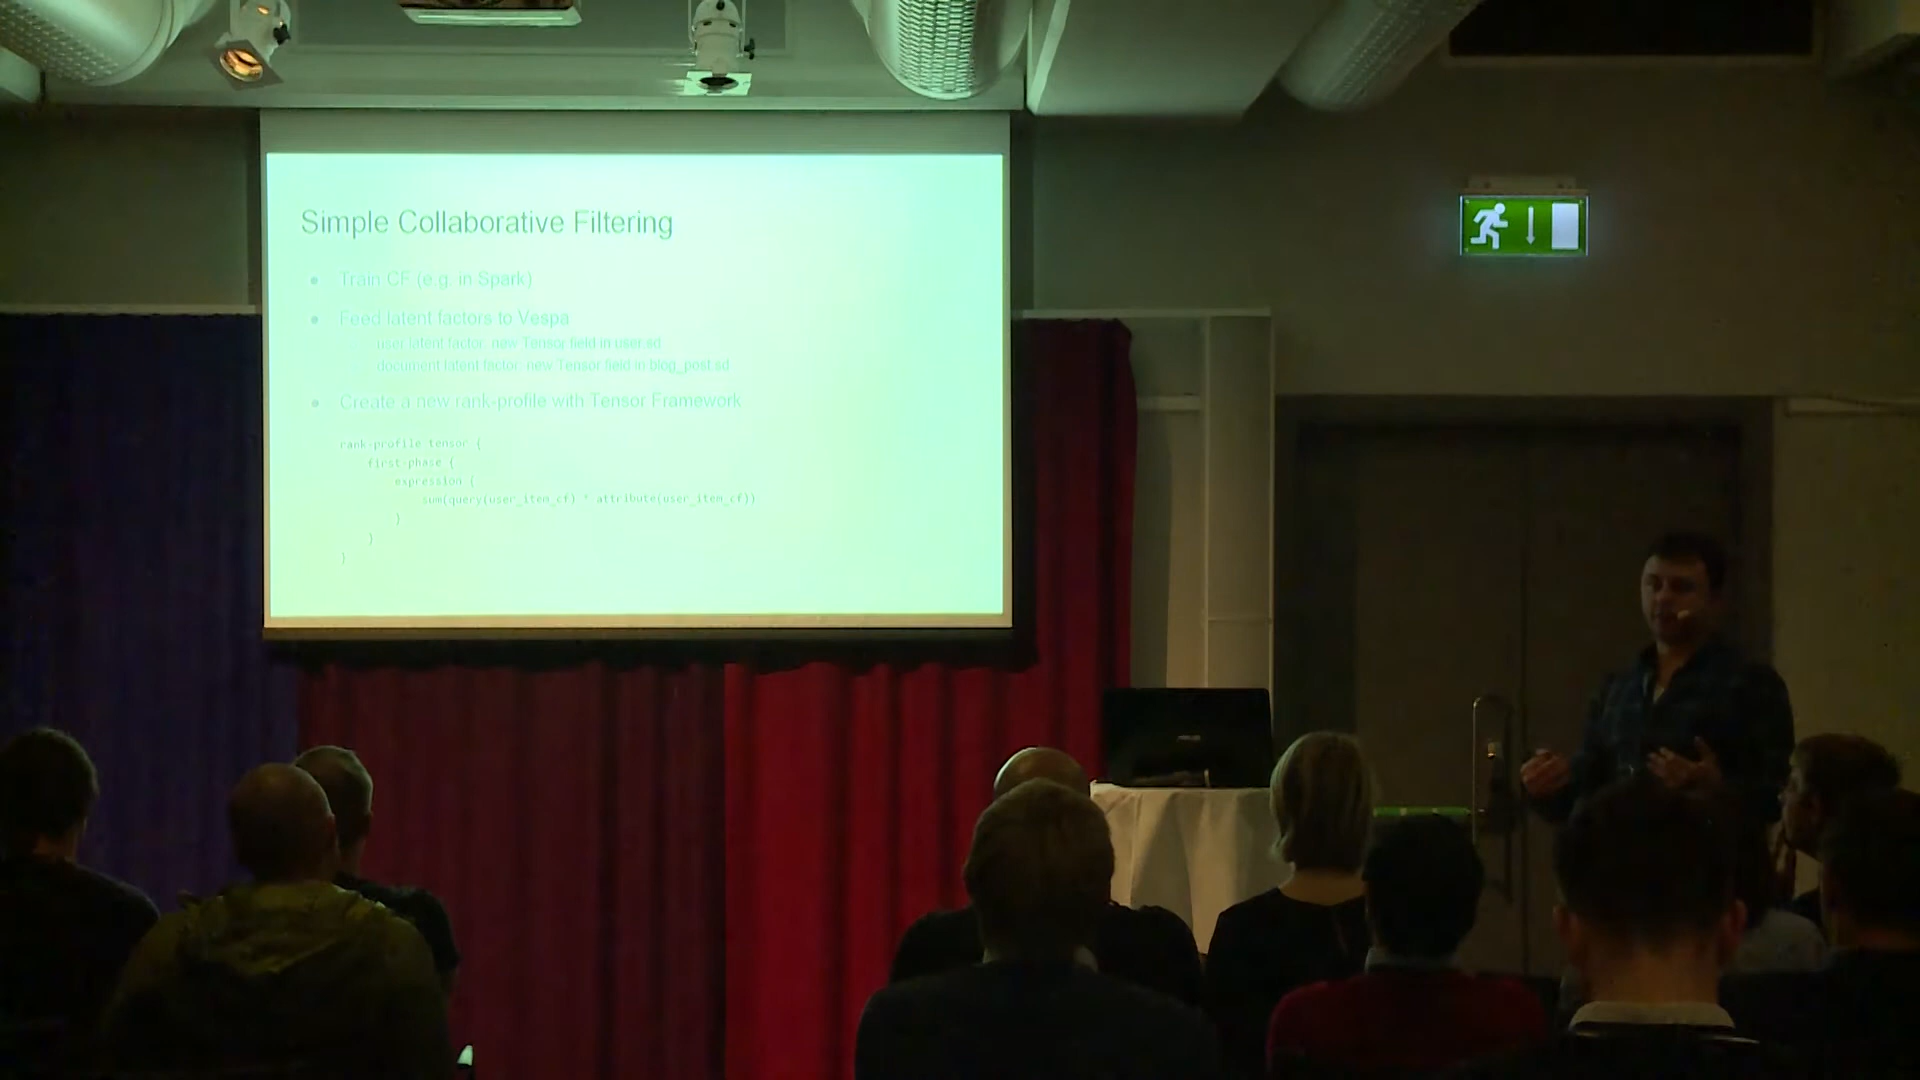 Simple Collaborative Filtering
● Train CF (e.g. in Spark)
● Feed latent factors to Vespa
user latent factor: new Tensor field in user.sd
document latent factor: new Tensor field in blog_post.sd
● Create a new rank-profile with Tensor Framework
rank-profile tensor {
first-phase {
expression {
sum(query(user_item_cf) * attribute(user_item_cf))
}
}
}